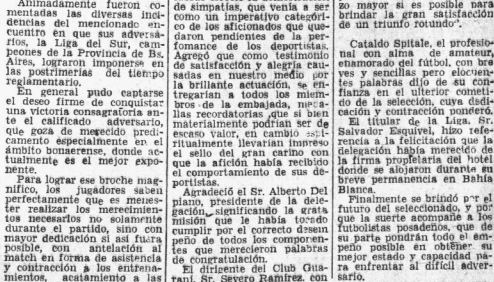 Animadamente fueron co-
mentadas las diversas inci-
dencias del mencionado en-
cuentro en que sus adversa-
rios, la Liga del Sur, cam-
peones de la Provincia de Bs.
Aires, lograron imponerse en
las postrimerías del tiempo
reglamentario.
En general pudo captarse
el deseo firme de conquistar
una victoria consagratoria an-
te el calificado adversario,
que goza de merecido predi-
camento especialmente en el
ámbito bonaerense, donde ac-
tualmente es el mejor expo-
nente.
Para lograr ese broche mag-
nífico, los jugadores saben
perfectamente que es menes-
ter realizar los merecimien-
tos necesarios no solamente
durante el partido, sino con
mayor dedicación si así fuera
posible, con antelación al
match en forma de asistencia
y contracción a los entrena-
mientos, acatamiento a las
de simpatías, que venía a ser
como un imperativo categóri-
co de los aficionados que que-
daron pendientes de la per-
fomance de los deportistas.
Agregó que como testimonio
de satisfacción y alegría cau-
sadas en nuestro medio por
la brillante actuación, se en-
tregarían a todos los miem-
bros de la embajada, meda-
llas recordatorias que si bien
materialmente podrían ser de
escaso valor, en cambio espi-
ritualmente llevarían impreso
el sello del gran cariño con
que la afición había recibido
el comportamiento de sus de-
portistas.
Agradeció el Sr. Alberto Del
piano, presidente de la dele-
gación, significando la grata
misión que le había tocado
cumplir por el correcto desem
peño de todos los componen-
tes que merecieron palabras
de congratulación.
El dirigente del Club Gua-
raní, Sr. Severo Ramírez, con
zo mayor si es posible para
brindar la gran satisfacción
de un triunfo rotundo".
Cataldo Spitale, el profesio-
nal con alma de amateur,
enamorado del fútbol, con bre
ves y sencillas pero elocuen-
tes palabras dijo de su con-
fianza en el ulterior cometi-
do de la selección, cuya dedi-
cación y contracción ponderó.
El titular de la Liga, Sr.
Salvador Esquivel, hizo refe-
rencia a la felicitación que la
delegación había merecido de
la firma propietaria del hotel
donde se alojaron durante su
breve permanencia en Bahía
Blanca.
Finalmente se brindó por el
futuro del seleccionado, y por
que la suerte acompañe a los
futbolistas posadeños, que de
su parte pondrán todo el em-
peño posible en obtener su
mejor estado y capacidad pa-
ra enfrentar al difícil adver-
sario.